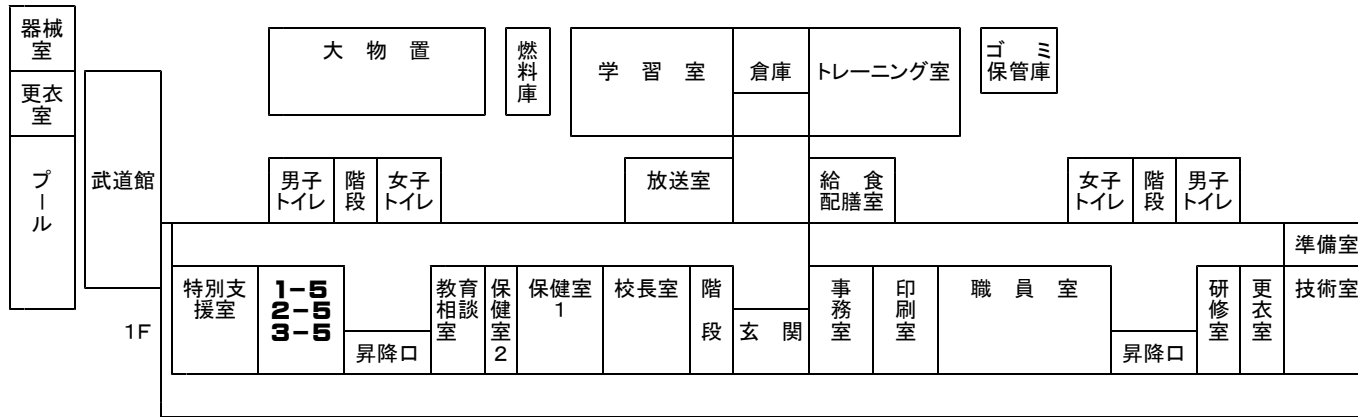 器械
室
更衣
室
プール
武道館
大物置
燃料庫
学習室
倉庫
トレーニング室
ゴミ
保管庫
男子
トイレ
階段
女子
トイレ
放送室
給食
配膳室
女子
トイレ
階段
男子
トイレ
準備室
特別支
援室
1-5
2-5
3-5
昇降口
教育
相談
室
保健室2
保健室
1
校長室
階段
玄関
事務室
印刷室
職員室
昇降口
研修室
更衣室
技術室
1F